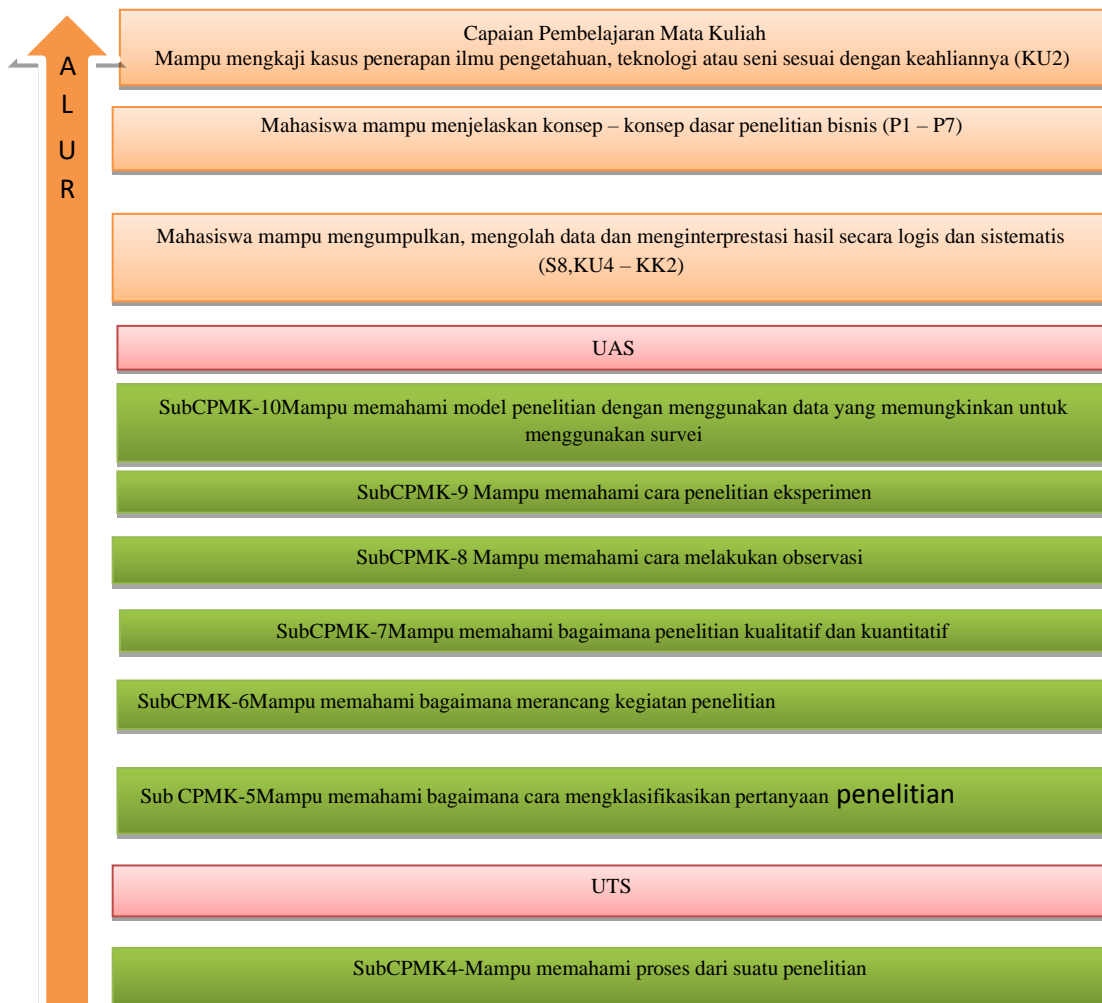 A
L
U
R
Capaian Pembelajaran Mata Kuliah
Mampu mengkaji kasus penerapan ilmu pengetahuan, teknologi atau seni sesuai dengan keahliannya (KU2)
Mahasiswa mampu menjelaskan konsep – konsep dasar penelitian bisnis (P1 – P7)
Mahasiswa mampu mengumpulkan, mengolah data dan menginterprestasi hasil secara logis dan sistematis
(S8,KU4 – KK2)
UAS
SubCPMK-10Mampu memahami model penelitian dengan menggunakan data yang memungkinkan untuk
menggunakan survei
SubCPMK-9 Mampu memahami cara penelitian eksperimen
SubCPMK-8 Mampu memahami cara melakukan observasi
SubCPMK-7Mampu memahami bagaimana penelitian kualitatif dan kuantitatif
SubCPMK-6Mampu memahami bagaimana merancang kegiatan penelitian
Sub CPMK-5Mampu memahami bagaimana cara mengklasifikasikan pertanyaan penelitian
UTS
SubCPMK4-Mampu memahami proses dari suatu penelitian